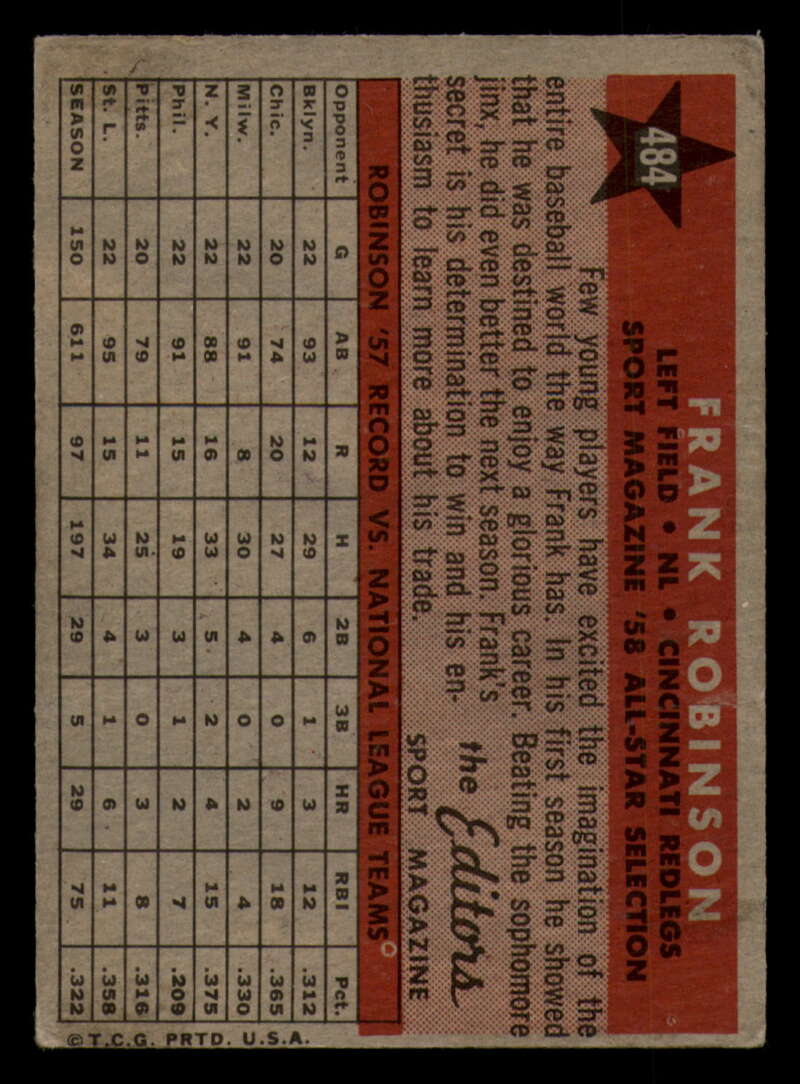 484
FRANK ROBINSON
LEFT FIELD • NL • CINCINNATI REDLEGS
SPORT MAGAZINE '58 ALL-STAR SELECTION
Few young players have excited the imagination of the
entire baseball world the way Frank has. In his first season he showed
that he was destined to enjoy a glorious career. Beating the sophomore
jinx, he did even better the next season. Frank's
secret is his determination to win and his en-
thusiasm to learn more about his trade.
the Editors
SPORT MAGAZINE
ROBINSON '57 RECORD VS. NATIONAL LEAGUE TEAMS
Opponent G AB R H 2B 3B HR RBI Pct.
Bklyn. 22 93 12 29 6 1 3 12 .312
Chic. 20 74 20 27 4 0 9 18 .365
Milw. 22 91 8 30 4 0 2 4 .330
N. Y. 22 88 16 33 5 2 4 15 .375
Phil. 22 91 15 19 3 1 2 7 .209
Pitts. 20 79 11 25 3 0 3 8 .316
St. L. 22 95 15 34 4 1 6 11 .358
SEASON 150 611 97 197 29 5 29 75 .322
© T.C.G. PRTD. U.S.A.